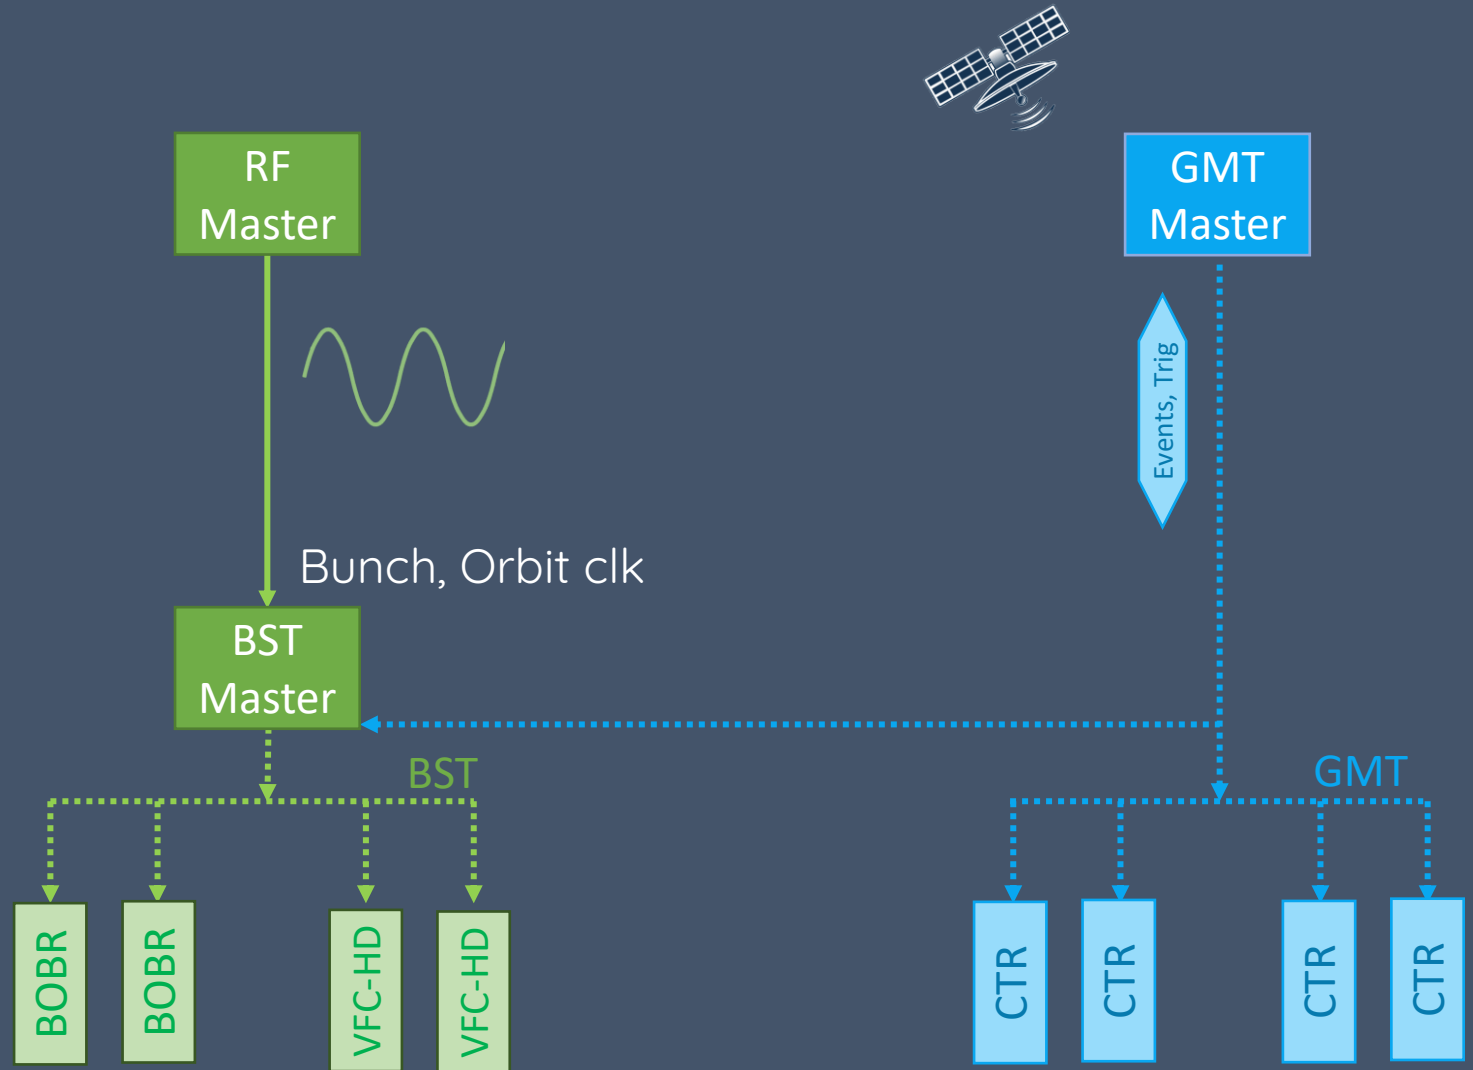 RF
Master
GMT
Master
Events, Trig
Bunch, Orbit clk
BST
Master
BST
GMT
BOBR
BOBR
VFC-HD
VFC-HD
CTR
CTR
CTR
CTR